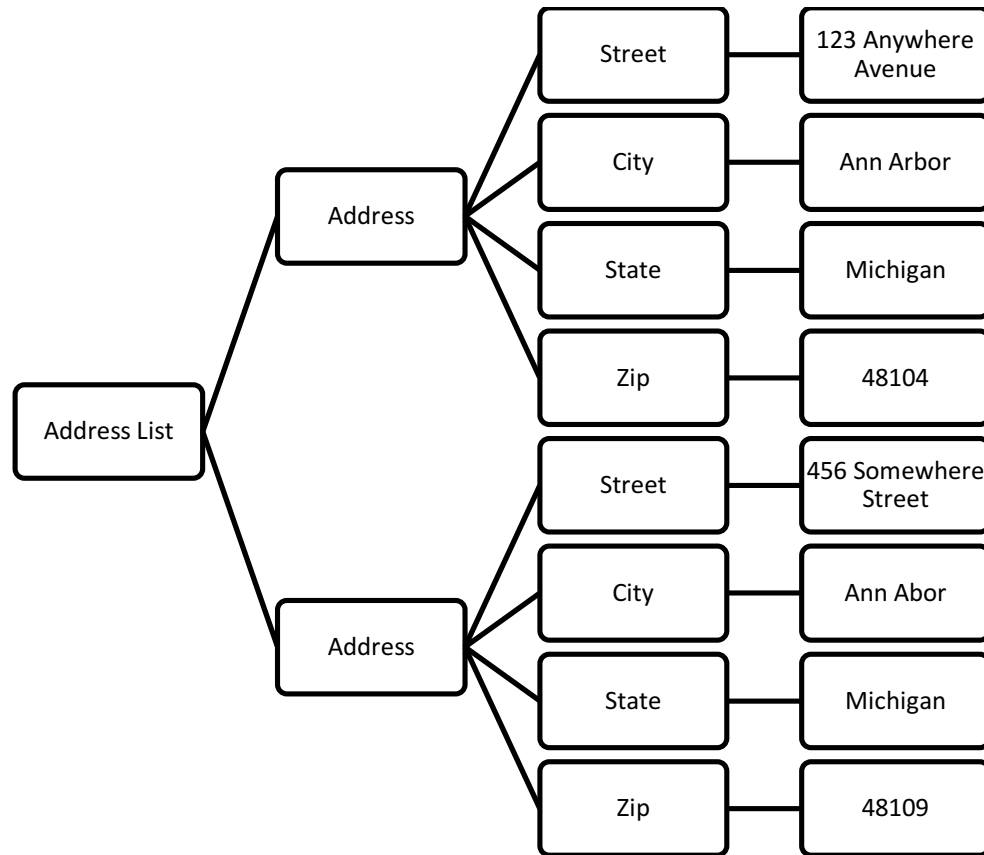 Street
123 Anywhere
Avenue
City
Ann Arbor
Address
State
Michigan
Zip
48104
Address List
Street
456 Somewhere
Street
City
Ann Abor
Address
State
Michigan
Zip
48109